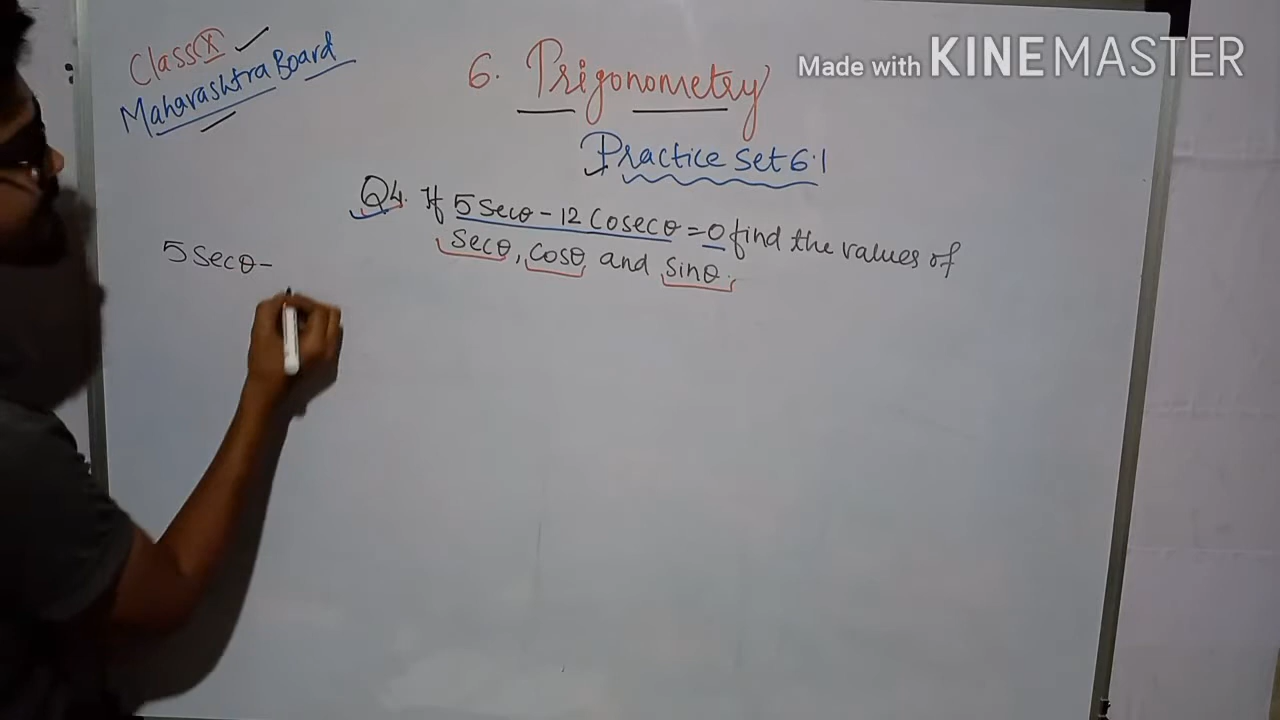 Class X
Maharashtra Board
Made with KINEMASTER
6. Trigonometry
Practice Set 6.1
Q4. If 5 Secθ - 12 Cosecθ = 0 find the values of
Secθ, Cosθ and Sinθ.
5 Secθ -